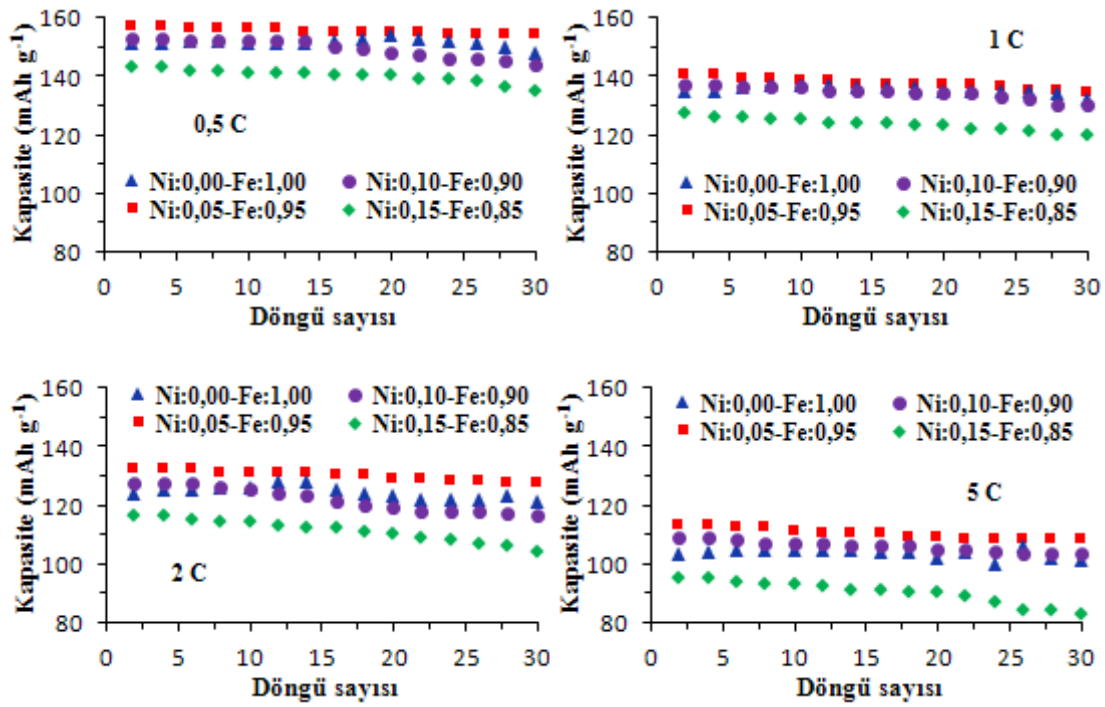 160
140
120
100
80
Kapasite (mAh g⁻¹)
0,5 C
Ni:0,00-Fe:1,00
Ni:0,10-Fe:0,90
Ni:0,05-Fe:0,95
Ni:0,15-Fe:0,85
0 5 10 15 20 25 30
Döngü sayısı
160
140
120
100
80
Kapasite (mAh g⁻¹)
1 C
Ni:0,00-Fe:1,00
Ni:0,10-Fe:0,90
Ni:0,05-Fe:0,95
Ni:0,15-Fe:0,85
0 5 10 15 20 25 30
Döngü sayısı
160
140
120
100
80
Kapasite (mAh g⁻¹)
Ni:0,00-Fe:1,00
Ni:0,10-Fe:0,90
Ni:0,05-Fe:0,95
Ni:0,15-Fe:0,85
2 C
0 5 10 15 20 25 30
Döngü sayısı
160
140
120
100
80
Kapasite (mAh g⁻¹)
Ni:0,00-Fe:1,00
Ni:0,10-Fe:0,90
Ni:0,05-Fe:0,95
Ni:0,15-Fe:0,85
5 C
0 5 10 15 20 25 30
Döngü sayısı